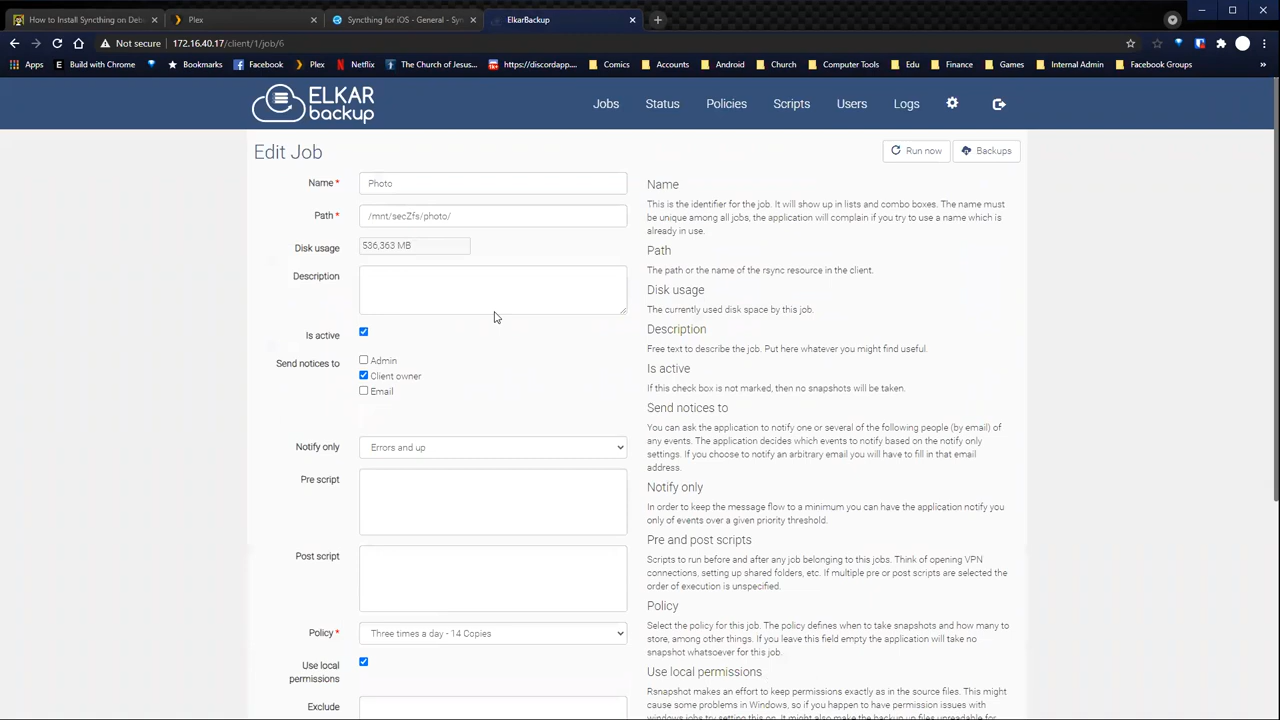 How to Install Syncthing on Deb
Plex
Syncthing for iOS - General - Sy
ElkarBackup
Not secure
172.16.40.17/client/1/job/6
Apps
Build with Chrome
Bookmarks
Facebook
Plex
Netflix
The Church of Jesus...
https://discordapp....
Comics
Accounts
Android
Church
Computer Tools
Edu
Finance
Games
Internal Admin
Facebook Groups
»
ELKAR
backup
Jobs
Status
Policies
Scripts
Users
Logs
Edit Job
Run now
Backups
Name *
Photo
Path *
/mnt/secZfs/photo/
Disk usage
536,363 MB
Description
Is active
Send notices to
Admin
Client owner
Email
Notify only
Errors and up
Pre script
Post script
Policy *
Three times a day - 14 Copies
Use local
permissions
Exclude
Name
This is the identifier for the job. It will show up in lists and combo boxes. The name must
be unique among all jobs, the application will complain if you try to use a name which is
already in use.
Path
The path or the name of the rsync resource in the client.
Disk usage
The currently used disk space by this job.
Description
Free text to describe the job. Put here whatever you might find useful.
Is active
If this check box is not marked, then no snapshots will be taken.
Send notices to
You can ask the application to notify one or several of the following people (by email) of
any events. The application decides which events to notify based on the notify only
settings. If you choose to notify an arbitrary email you will have to fill in that email
address.
Notify only
In order to keep the message flow to a minimum you can have the application notify you
only of events over a given priority threshold.
Pre and post scripts
Scripts to run before and after any job belonging to this jobs. Think of opening VPN
connections, setting up shared folders, etc. If multiple pre or post scripts are selected the
order of execution is unspecified.
Policy
Select the policy for this job. The policy defines when to take snapshots and how many to
store, among other things. If you leave this field empty the application will take no
snapshot whatsoever for this job.
Use local permissions
Rsnapshot makes an effort to keep permissions exactly as in the source files. This might
cause some problems in Windows, so if you happen to have permission issues with
windows jobs try setting this on. It might also make the backup files unreadable for